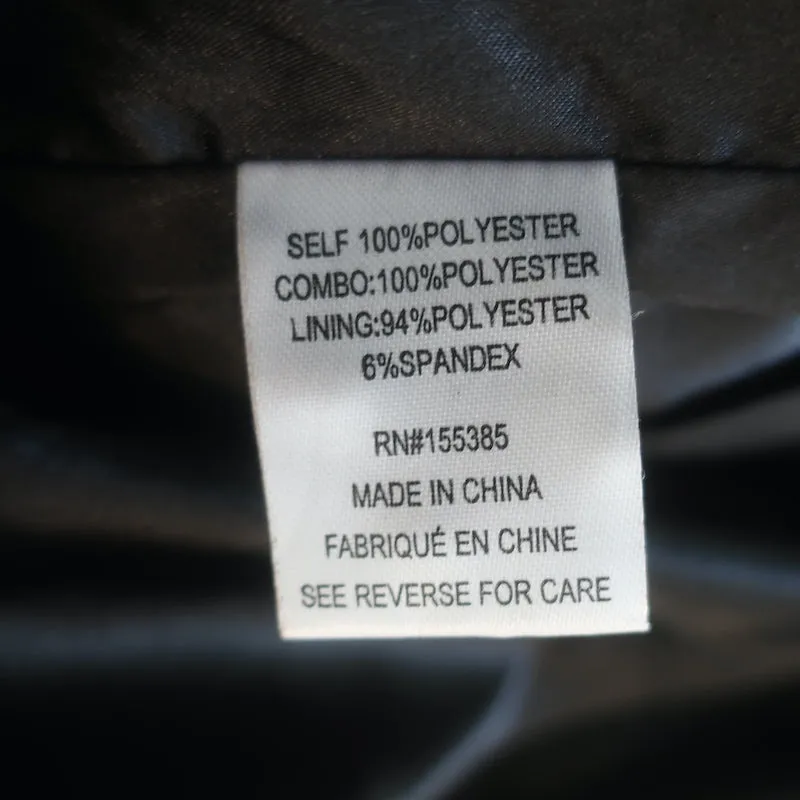 SELF 100%POLYESTER
COMBO:100%POLYESTER
LINING:94%POLYESTER
6%SPANDEX
RN#155385
MADE IN CHINA
FABRIQUÉ EN CHINE
SEE REVERSE FOR CARE